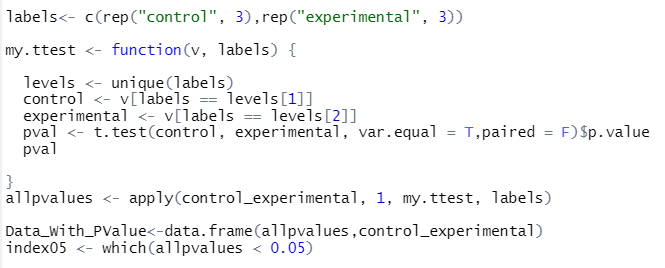 labels<- c(rep("control", 3),rep("experimental", 3))
my.ttest <- function(v, labels) {
  levels <- unique(labels)
  control <- v[labels == levels[1]]
  experimental <- v[labels == levels[2]]
  pval <- t.test(control, experimental, var.equal = T,paired = F)$p.value
  pval
}
allpvalues <- apply(control_experimental, 1, my.ttest, labels)
Data_With_PValue<-data.frame(allpvalues,control_experimental)
index05 <- which(allpvalues < 0.05)